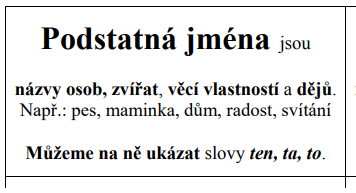 Podstatná jména jsou
názvy osob, zvířat, věcí vlastností a dějů.
Např.: pes, maminka, dům, radost, svítání
Můžeme na ně ukázat slovy ten, ta, to.